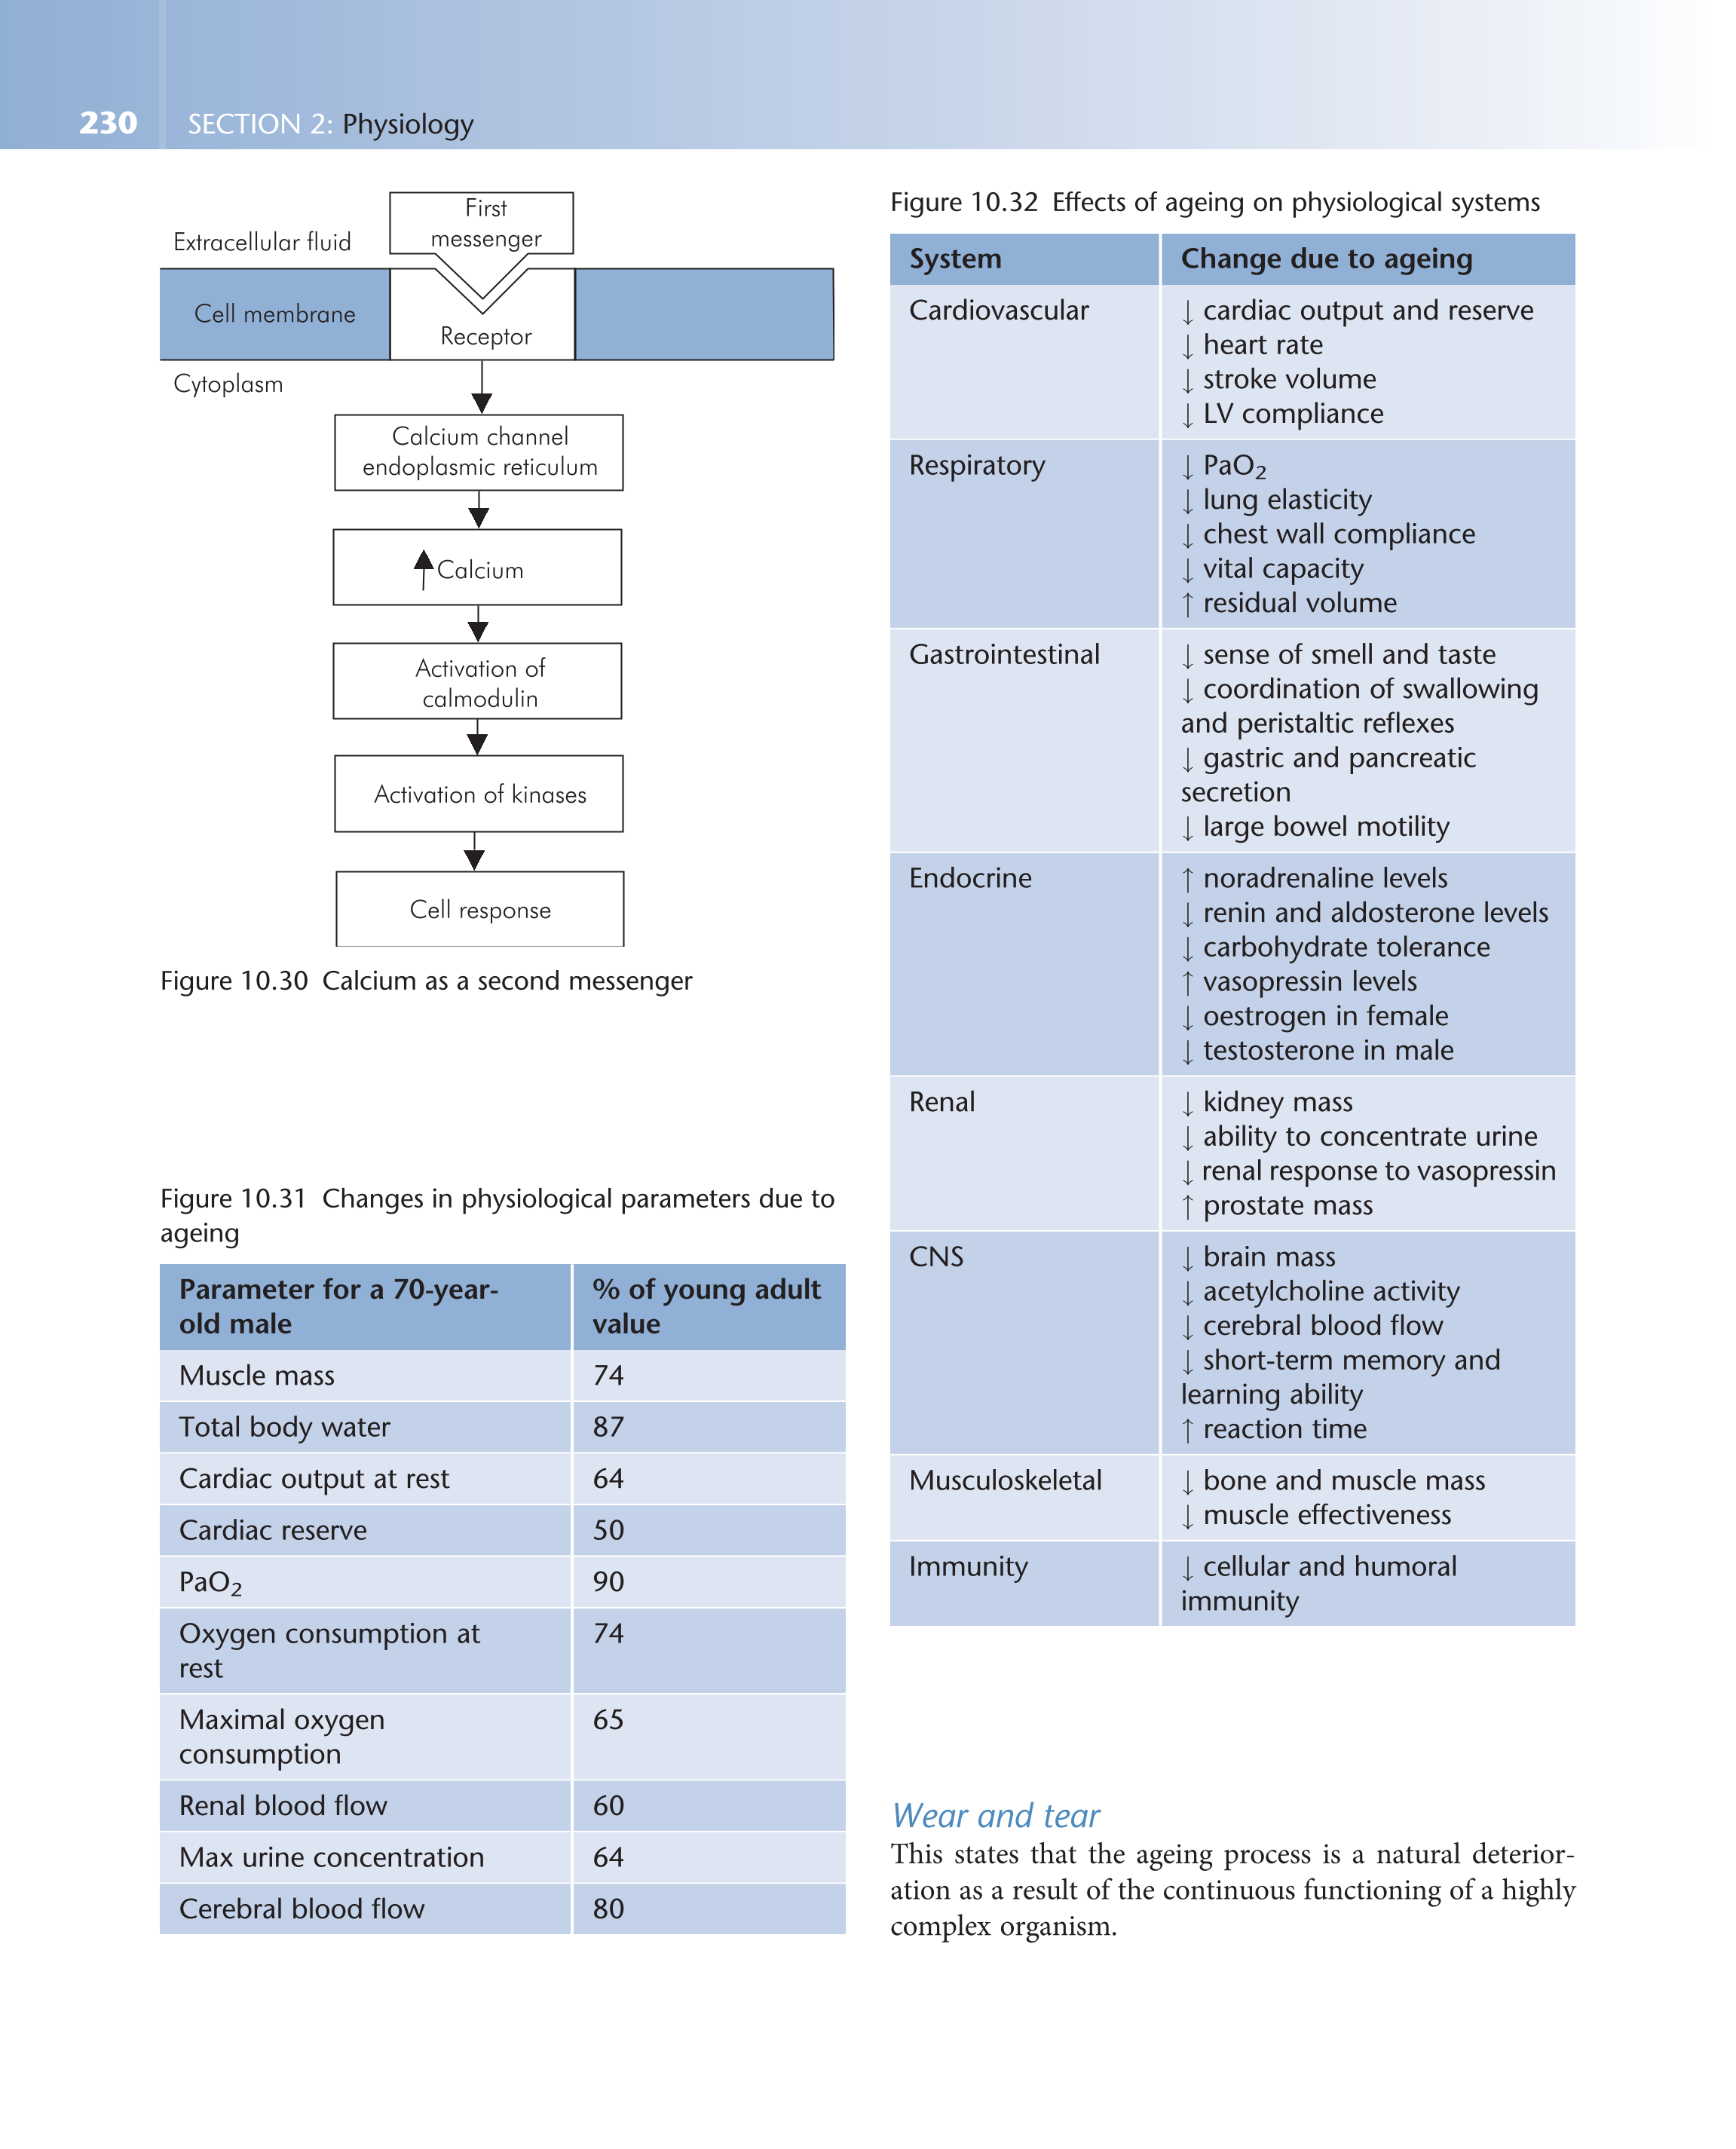 230 SECTION 2: Physiology
First
messenger
Extracellular fluid
Cell membrane
Receptor
Cytoplasm
Calcium channel
endoplasmic reticulum
↑ Calcium
Activation of
calmodulin
Activation of kinases
Cell response
Figure 10.30 Calcium as a second messenger
Figure 10.31 Changes in physiological parameters due to
ageing
Parameter for a 70-year- % of young adult
old male value
Muscle mass 74
Total body water 87
Cardiac output at rest 64
Cardiac reserve 50
PaO₂ 90
Oxygen consumption at 74
rest
Maximal oxygen 65
consumption
Renal blood flow 60
Max urine concentration 64
Cerebral blood flow 80
Figure 10.32 Effects of ageing on physiological systems
System Change due to ageing
Cardiovascular ↓ cardiac output and reserve
↓ heart rate
↓ stroke volume
↓ LV compliance
Respiratory ↓ PaO₂
↓ lung elasticity
↓ chest wall compliance
↓ vital capacity
↑ residual volume
Gastrointestinal ↓ sense of smell and taste
↓ coordination of swallowing
and peristaltic reflexes
↓ gastric and pancreatic
secretion
↓ large bowel motility
Endocrine ↑ noradrenaline levels
↓ renin and aldosterone levels
↓ carbohydrate tolerance
↑ vasopressin levels
↓ oestrogen in female
↓ testosterone in male
Renal ↓ kidney mass
↓ ability to concentrate urine
↓ renal response to vasopressin
↑ prostate mass
CNS ↓ brain mass
↓ acetylcholine activity
↓ cerebral blood flow
↓ short-term memory and
learning ability
↑ reaction time
Musculoskeletal ↓ bone and muscle mass
↓ muscle effectiveness
Immunity ↓ cellular and humoral
immunity
Wear and tear
This states that the ageing process is a natural deterior-
ation as a result of the continuous functioning of a highly
complex organism.